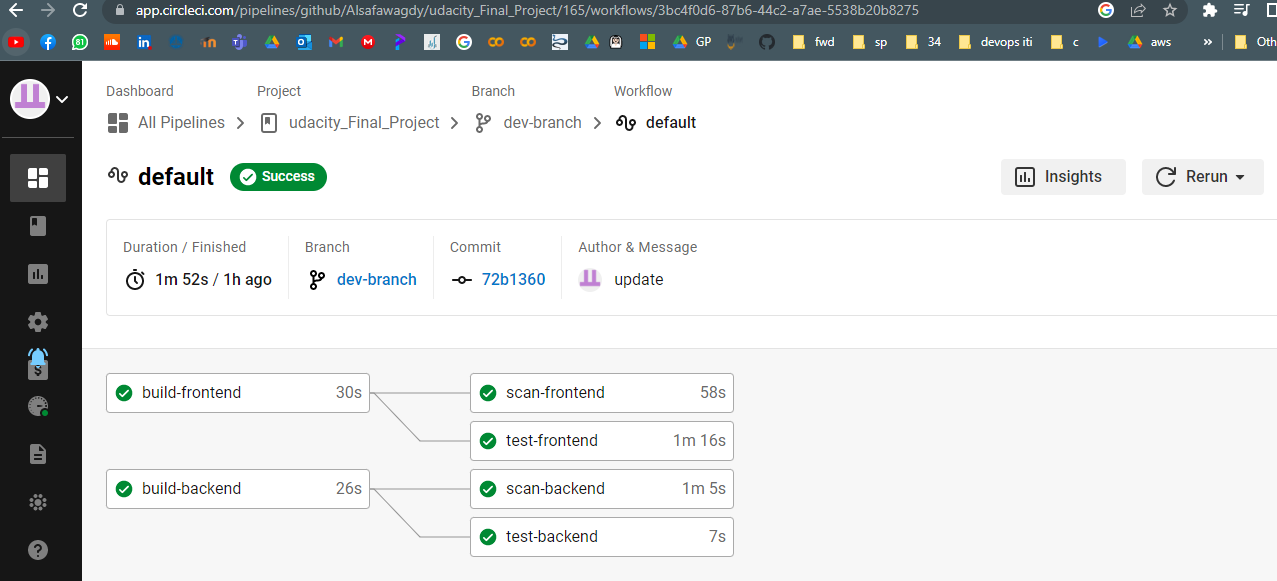 app.circleci.com/pipelines/github/Alsafawagdy/udacity_Final_Project/165/workflows/3bc4f0d6-87b6-44c2-a7ae-5538b20b8275
GP fwd sp 34 devops iti c aws » Oth
Dashboard Project Branch Workflow
All Pipelines udacity_Final_Project dev-branch default
default Success Insights Rerun
Duration / Finished Branch Commit Author & Message
1m 52s / 1h ago dev-branch 72b1360 update
build-frontend 30s scan-frontend 58s
test-frontend 1m 16s
build-backend 26s scan-backend 1m 5s
test-backend 7s